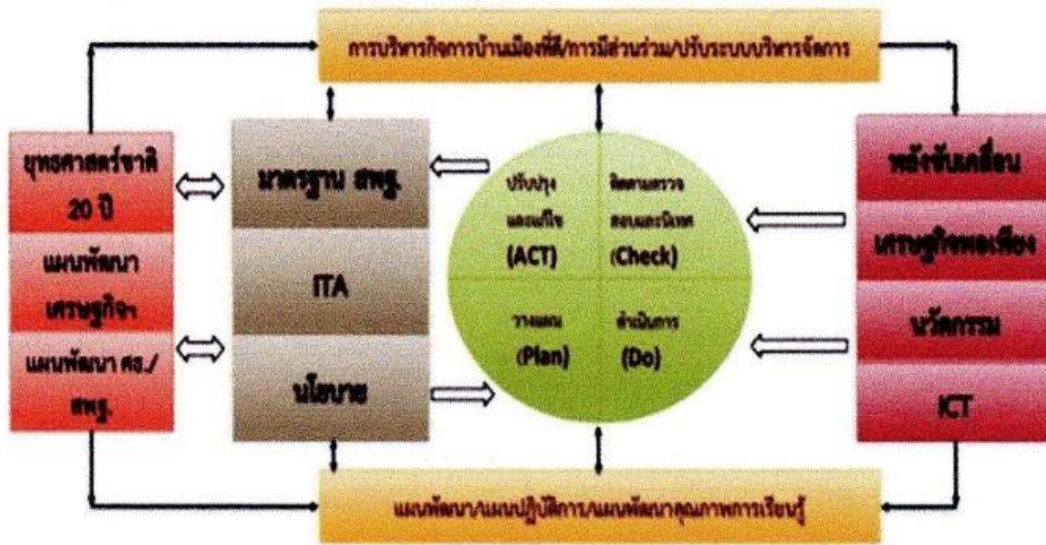 การบริหารกิจการบ้านเมืองที่ดี/การมีส่วนร่วม/ปรับระบบบริหารจัดการ
ยุทธศาสตร์ชาติ
20 ปี
แผนพัฒนา
เศรษฐกิจฯ
แผนพัฒนา ศธ./
สพฐ.
มาตรฐาน สพฐ.
ITA
นโยบาย
ปรับปรุง
และแก้ไข
(ACT)
ติดตามตรวจ
สอบและนิเทศ
(Check)
วางแผน
(Plan)
ดำเนินการ
(Do)
พลังขับเคลื่อน
เศรษฐกิจพอเพียง
นวัตกรรม
ICT
แผนพัฒนา/แผนปฏิบัติการ/แผนพัฒนาคุณภาพการเรียนรู้